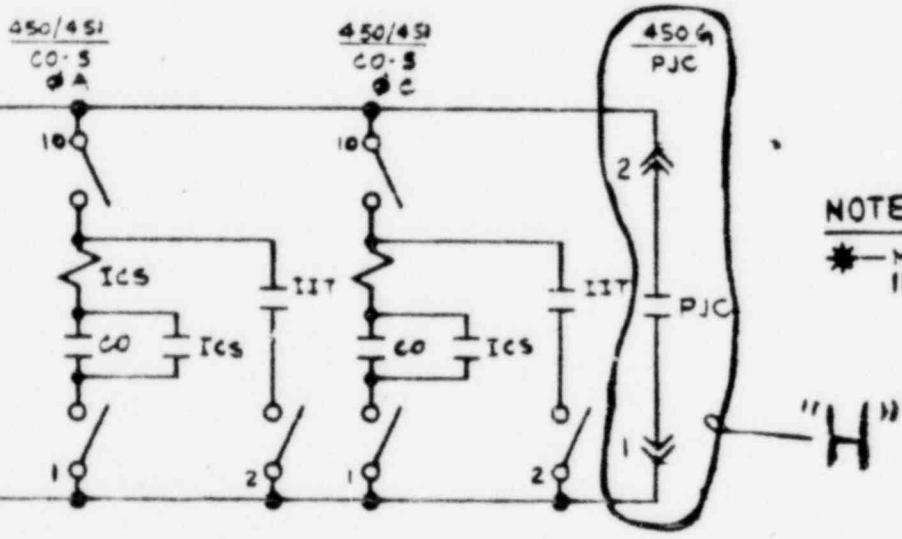 450/451
CO-5
ØA
450/451
CO-5
ØC
450G
PJC
10
10
2
NOTE
ICS
IIT
IIT
PJC
CO
ICS
CO
ICS
1
2
1
2
1
"H"